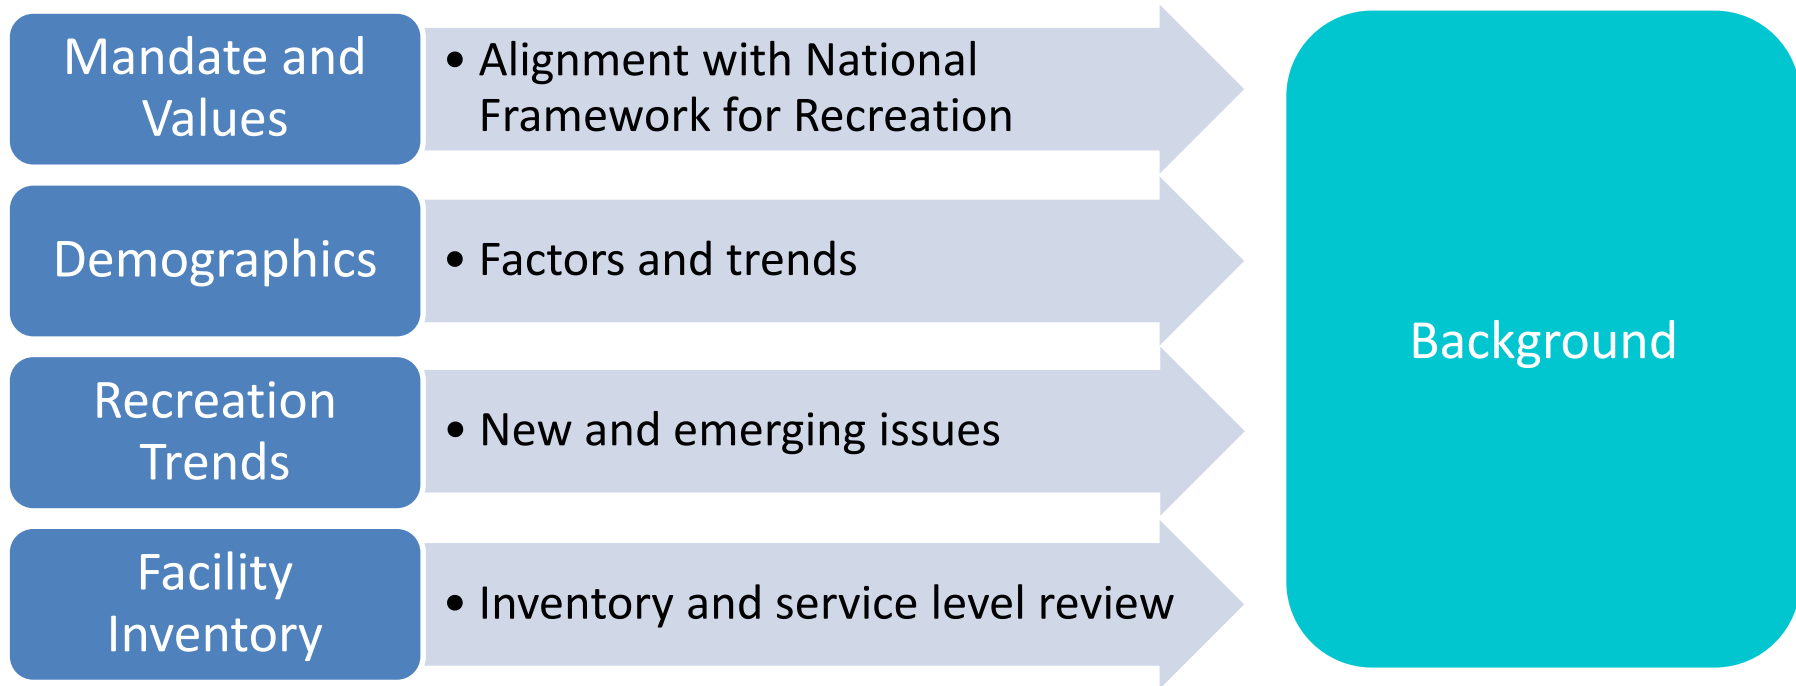 Mandate and
Values
• Alignment with National
Framework for Recreation
Demographics
• Factors and trends
Recreation
Trends
• New and emerging issues
Facility
Inventory
• Inventory and service level review
Background